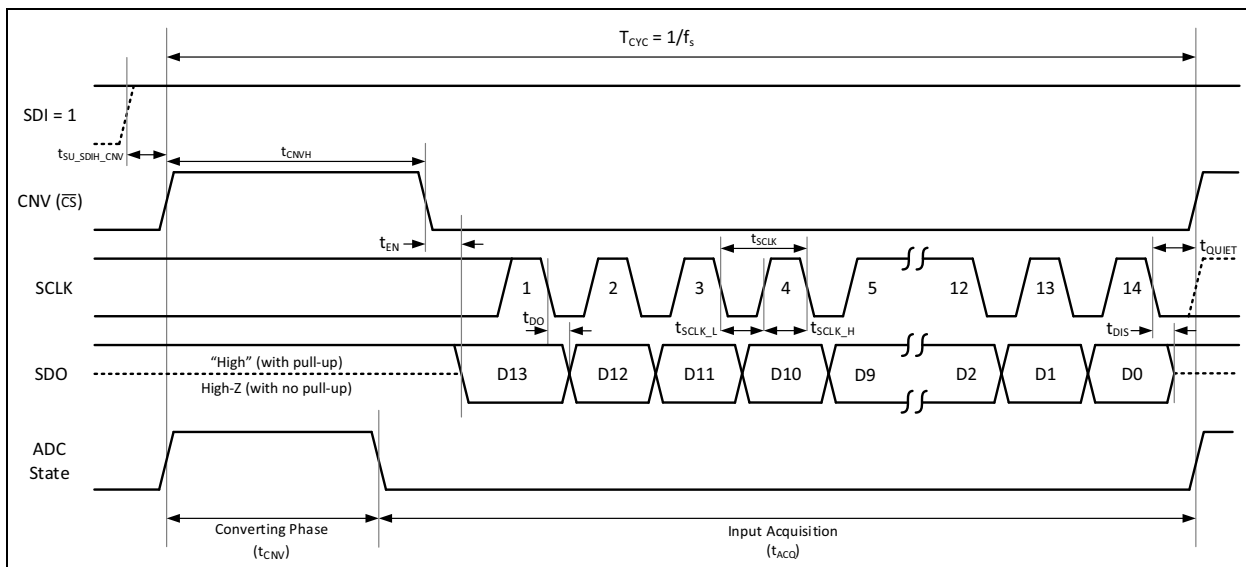 TCYC = 1/fs
SDI = 1
tSU_SDIH_CNV
tCNVH
CNV (CS)
tEN
tSCLK
tQUIET
SCLK
1 2 3 4 5 12 13 14
tDO
tSCLK_L
tSCLK_H
tDIS
SDO
“High” (with pull-up)
High-Z (with no pull-up)
D13 D12 D11 D10 D9 D2 D1 D0
ADC
State
Converting Phase
(tCNV)
Input Acquisition
(tACQ)